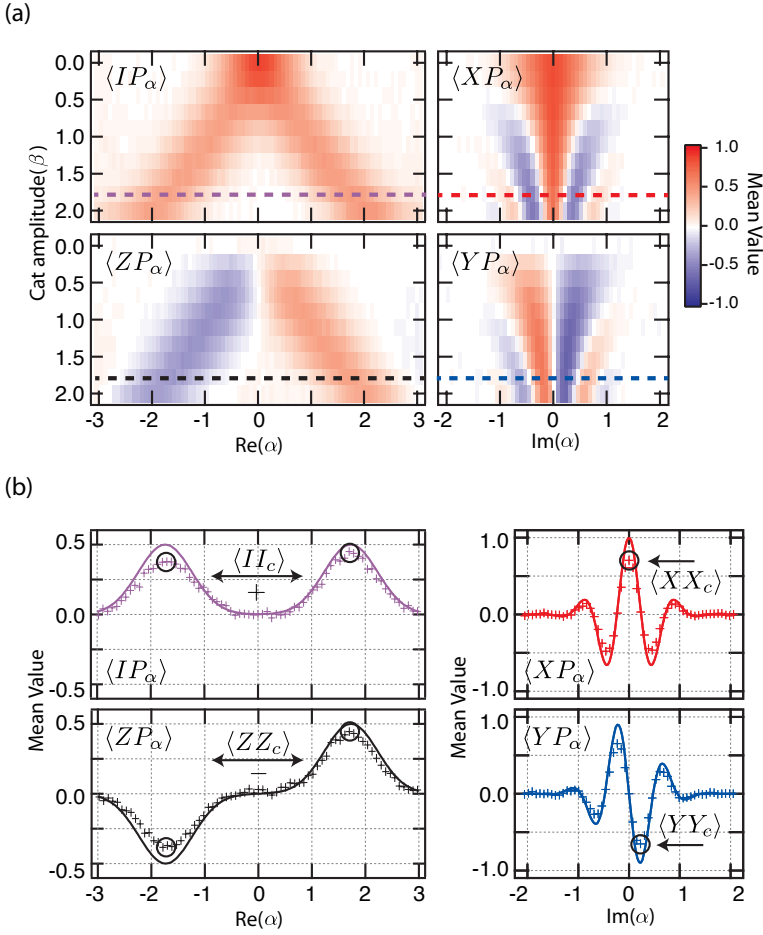 (a)
⟨IP_α⟩
⟨XP_α⟩
0.0
0.5
1.0
1.5
2.0
Cat amplitude(β)
1.0
0.5
0.0
-0.5
-1.0
Mean Value
⟨ZP_α⟩
⟨YP_α⟩
0.0
0.5
1.0
1.5
2.0
-3 -2 -1 0 1 2 3
Re(α)
-2 -1 0 1 2
Im(α)
(b)
0.5
0.0
-0.5
⟨II_c⟩
+
⟨IP_α⟩
1.0
0.0
-1.0
⟨XX_c⟩
⟨XP_α⟩
Mean Value
Mean Value
0.5
0.0
-0.5
⟨ZP_α⟩
⟨ZZ_c⟩
−
1.0
0.0
-1.0
⟨YP_α⟩
⟨YY_c⟩
-3 -2 -1 0 1 2 3
Re(α)
-2 -1 0 1 2
Im(α)